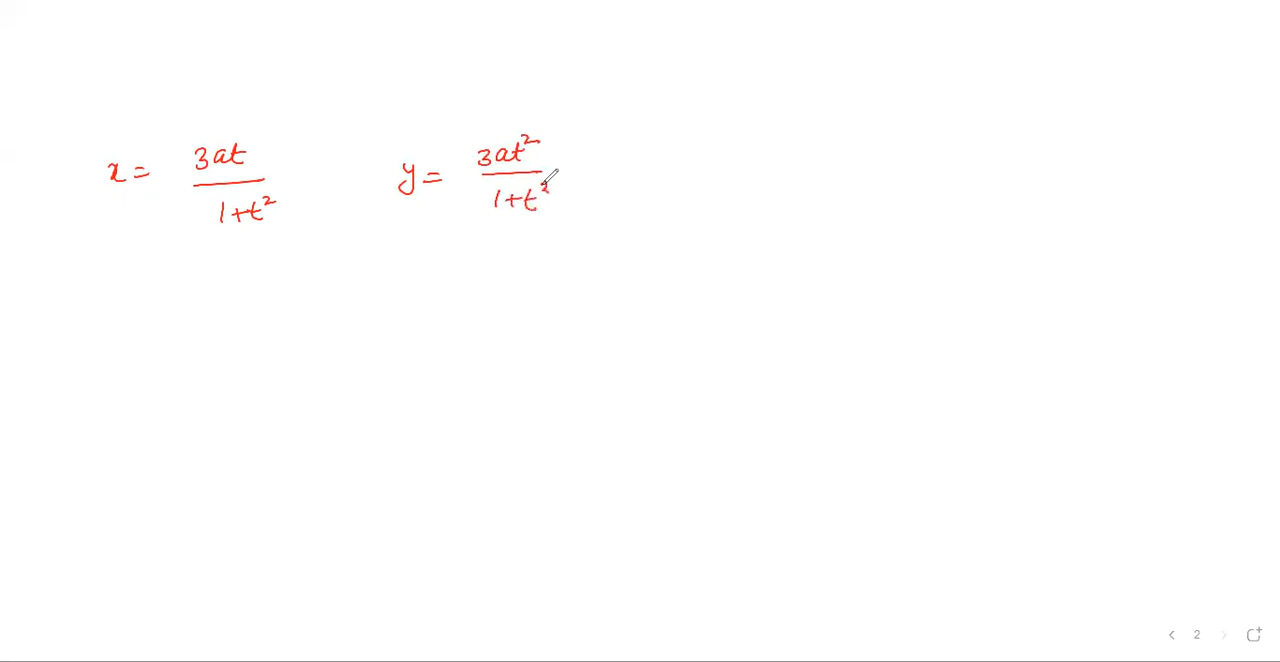 x = 3at / 1+t² y = 3at² / 1+t²
2